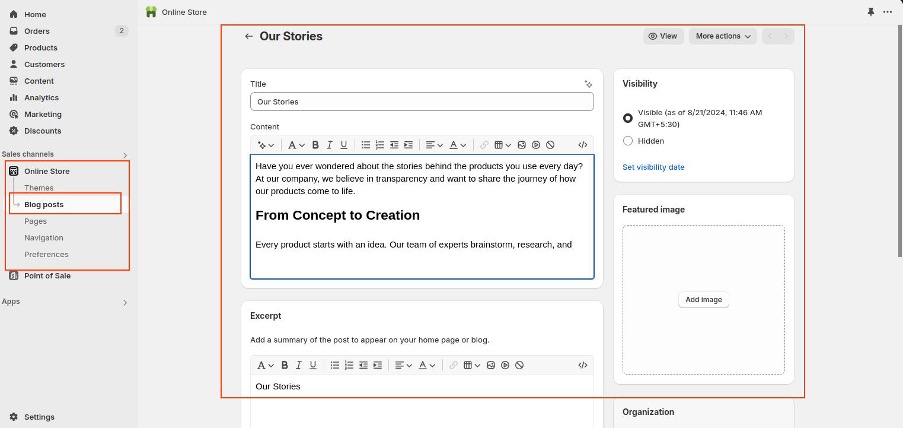 Home
Orders
2
Products
Customers
Content
Analytics
Marketing
Discounts
Sales channels
Online Store
Themes
Blog posts
Pages
Navigation
Preferences
Point of Sale
Apps
Settings
Online Store
Our Stories
View
More actions
Title
Our Stories
Content
A
B
I
U
A
Have you ever wondered about the stories behind the products you use every day?
At our company, we believe in transparency and want to share the journey of how
our products come to life.
From Concept to Creation
Every product starts with an idea. Our team of experts brainstorm, research, and
Excerpt
Add a summary of the post to appear on your home page or blog.
A
B
I
U
A
Our Stories
Visibility
Visible (as of 8/21/2024, 11:46 AM
GMT+5:30)
Hidden
Set visibility date
Featured image
Add image
Organization